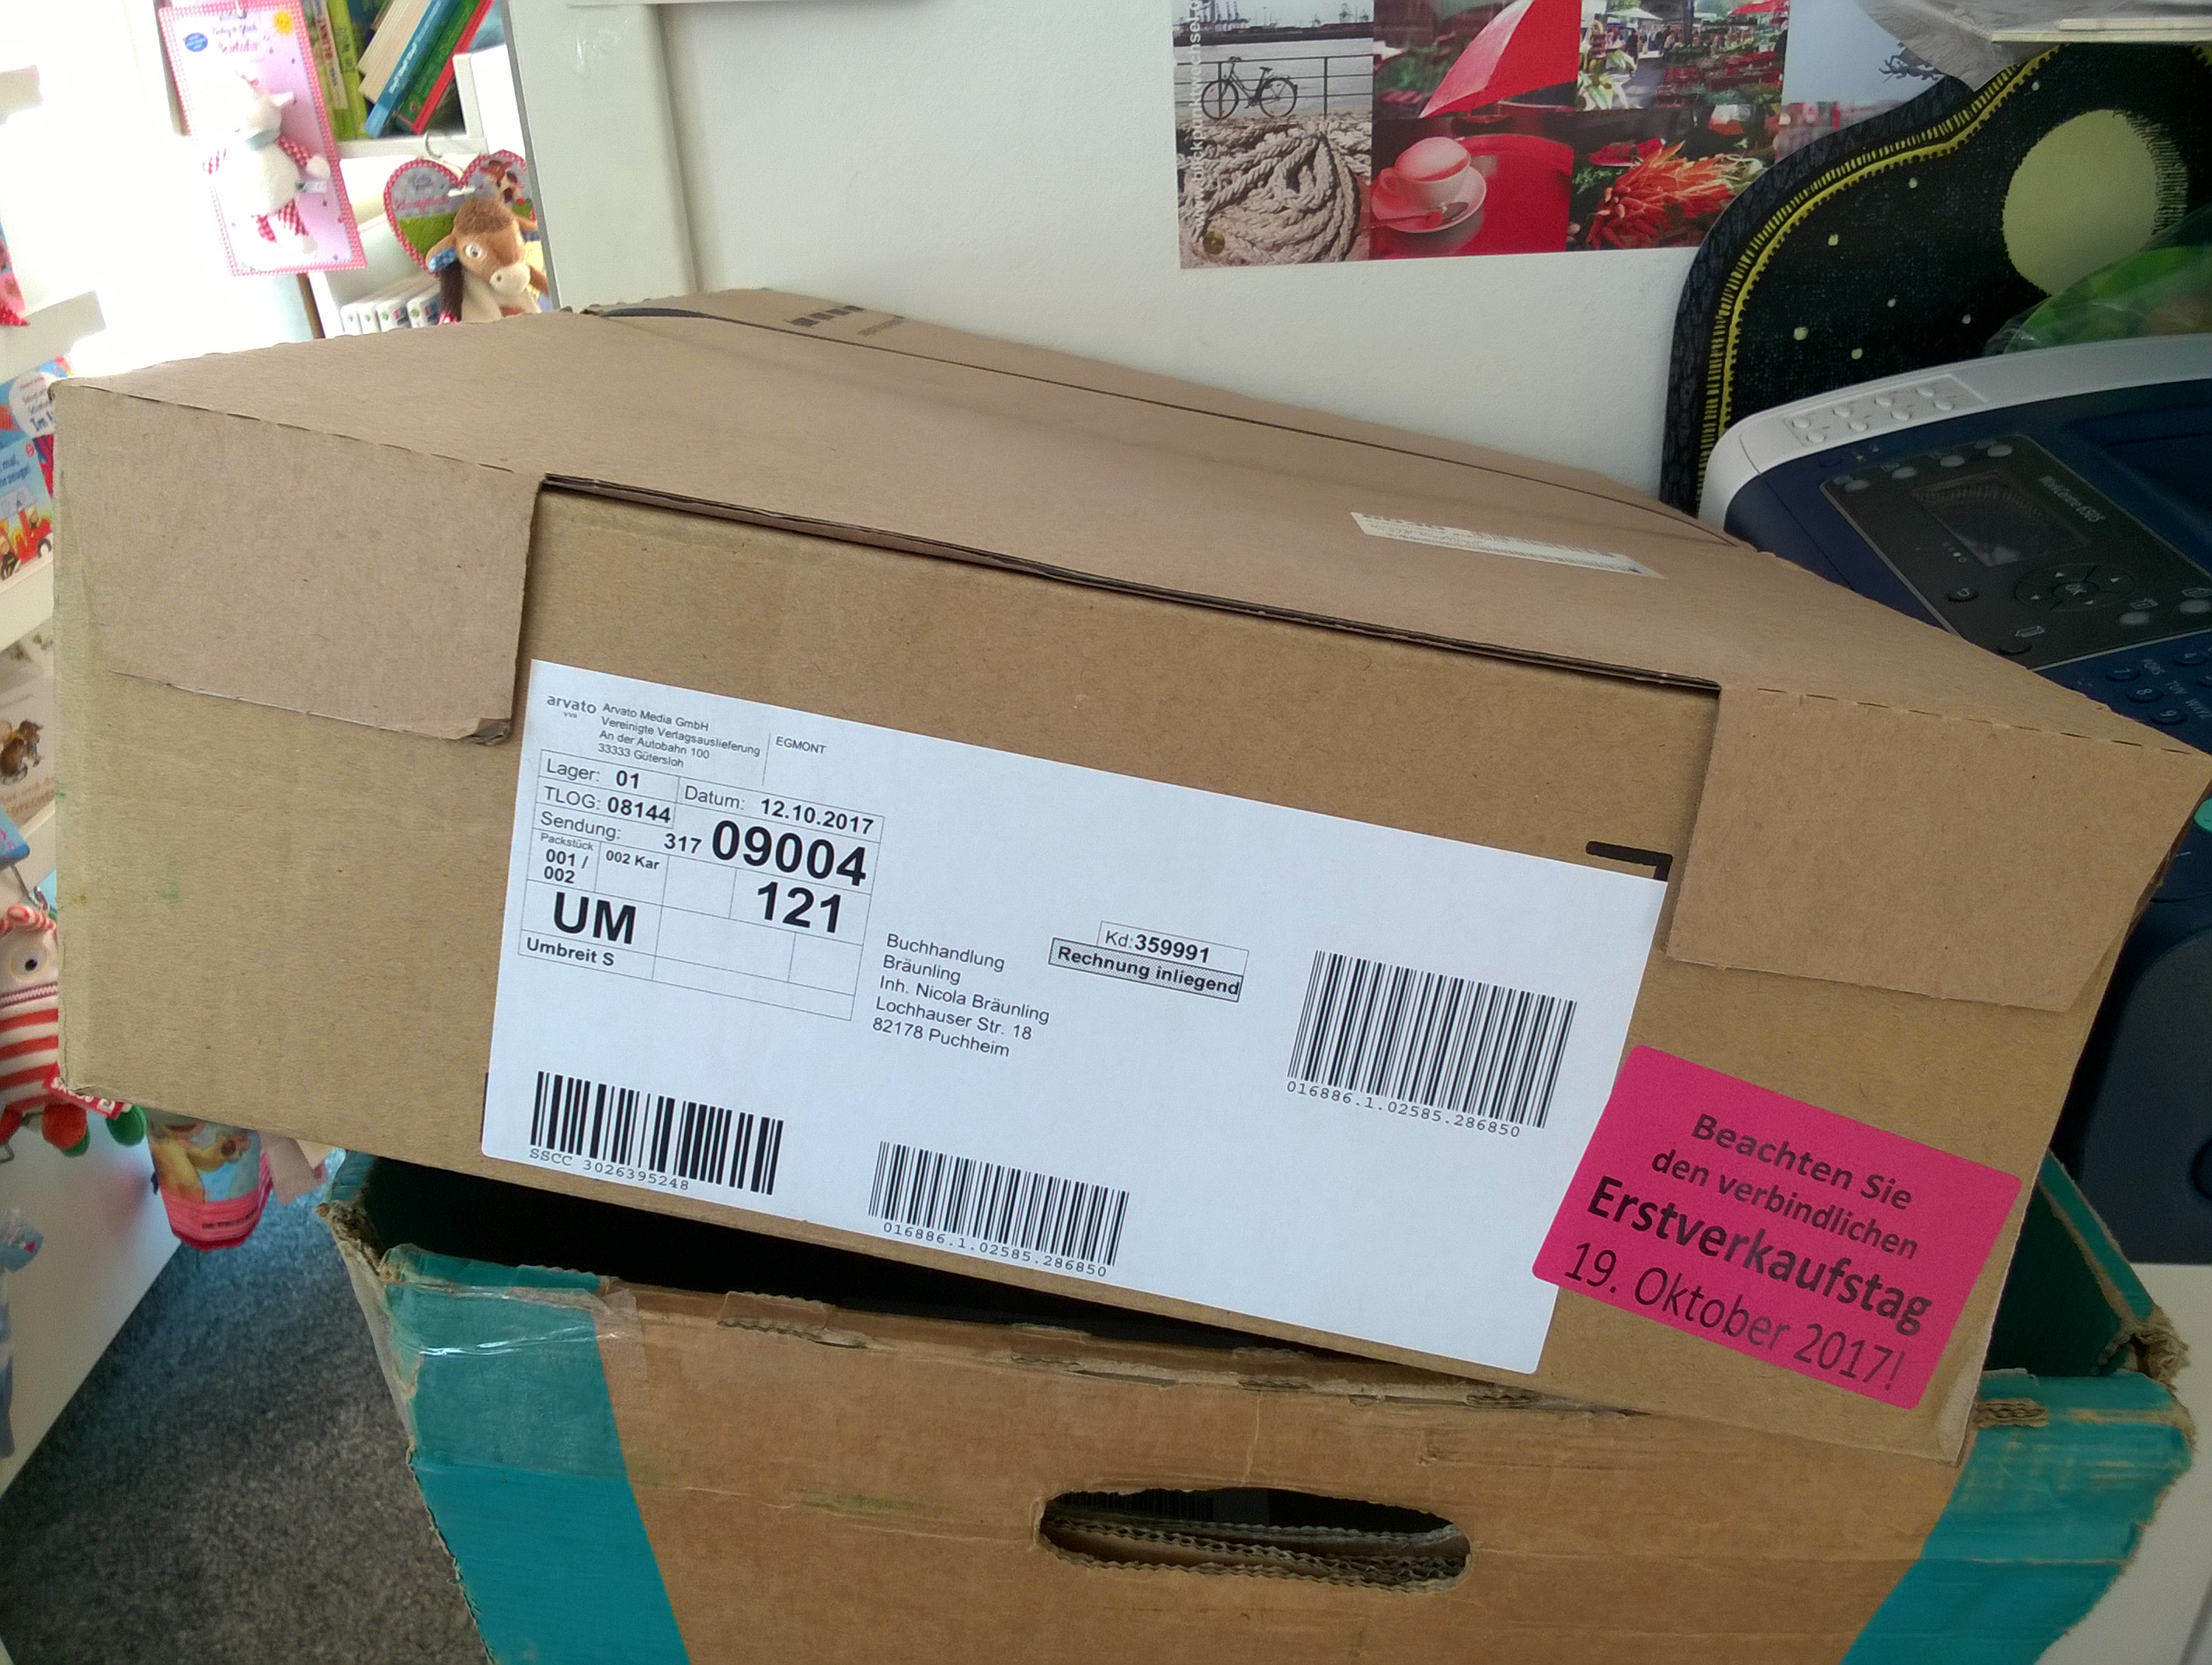 arvato
Arvato Media GmbH
Vereinigte Verlagsauslieferung
An der Autobahn 100
33333 Gütersloh
EGMONT
Lager: 01
TLOG: 08144
Datum: 12.10.2017
Sendung: 317 09004
Packstück
001 /
002
002 Kar
121
UM
Umbreit S
Buchhandlung
Bräunling
Inh. Nicola Bräunling
Lochhauser Str. 18
82178 Puchheim
Kd:359991
Rechnung inliegend
016886.1.02585.286850
SSCC 3026395248
016886.1.02585.286850
Beachten Sie
den verbindlichen
Erstverkaufstag
19. Oktober 2017!
WorkCentre 6505
OK